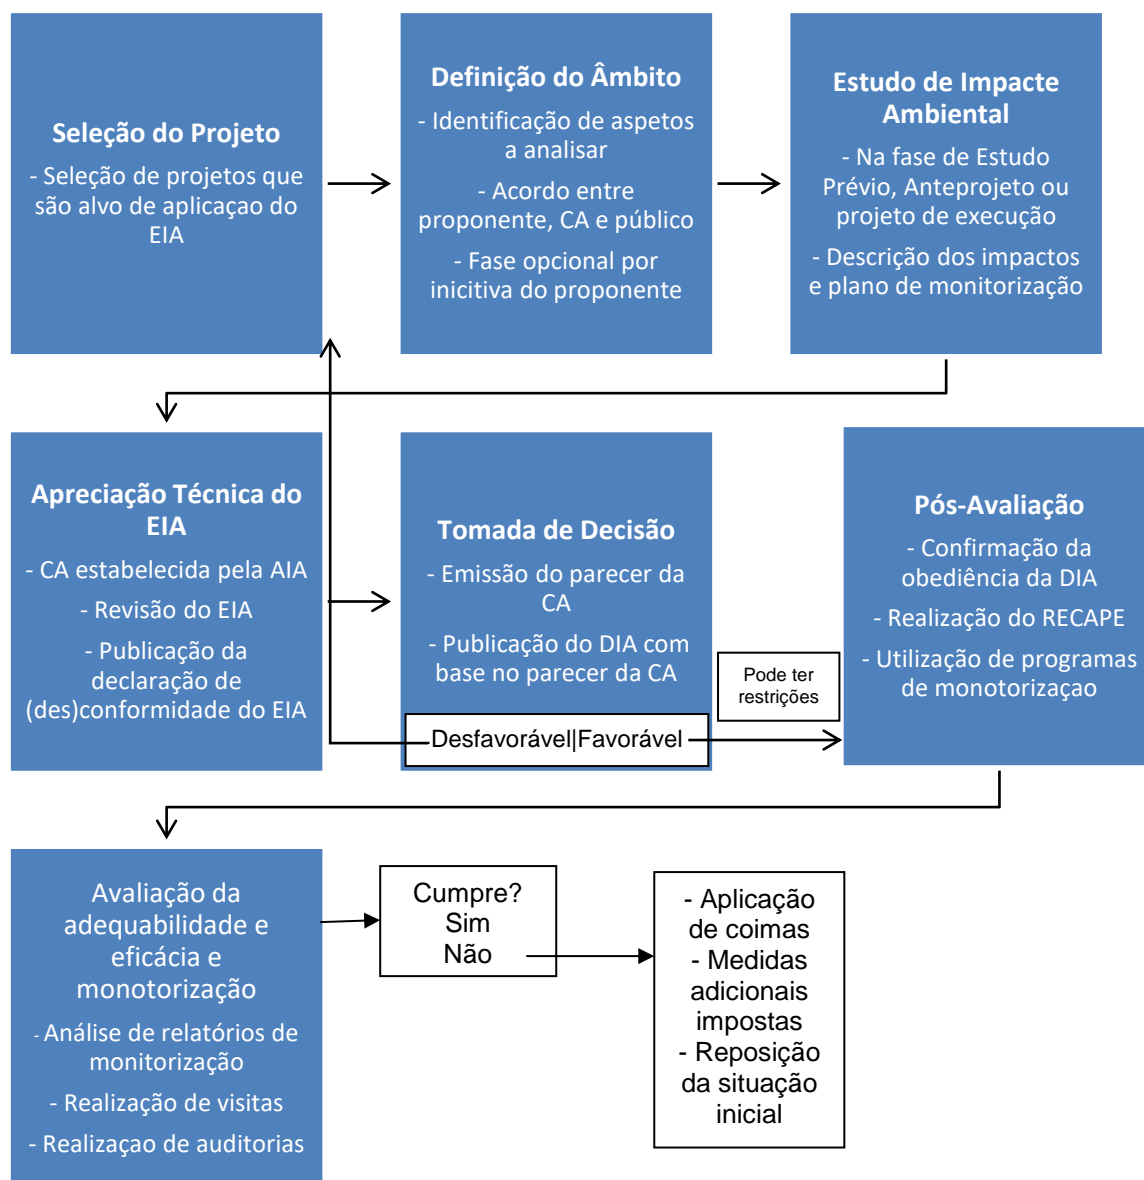 Seleção do Projeto
- Seleção de projetos que
são alvo de aplicaçao do
EIA
Definição do Âmbito
- Identificação de aspetos
a analisar
- Acordo entre
proponente, CA e público
- Fase opcional por
inicitiva do proponente
Estudo de Impacte
Ambiental
- Na fase de Estudo
Prévio, Anteprojeto ou
projeto de execução
- Descrição dos impactos
e plano de monitorização
Apreciação Técnica do
EIA
- CA estabelecida pela AIA
- Revisão do EIA
- Publicação da
declaração de
(des)conformidade do EIA
Tomada de Decisão
- Emissão do parecer da
CA
- Publicação do DIA com
base no parecer da CA
Desfavorável|Favorável
Pode ter
restrições
Pós-Avaliação
- Confirmação da
obediência da DIA
- Realização do RECAPE
- Utilização de programas
de monotorizaçao
Avaliação da
adequabilidade e
eficácia e
monotorização
- Análise de relatórios de
monitorização
- Realização de visitas
- Realizaçao de auditorias
Cumpre?
Sim
Não
- Aplicação
de coimas
- Medidas
adicionais
impostas
- Reposição
da situação
inicial